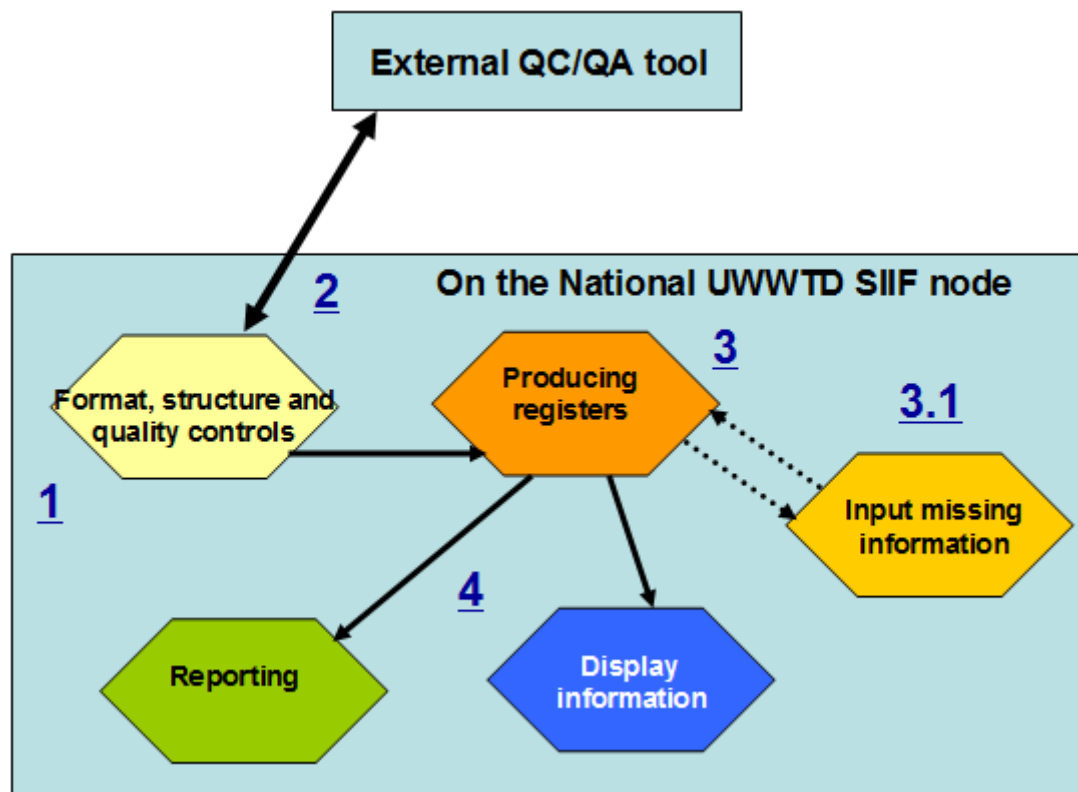 External QC/QA tool
On the National UWWTD SIIF node
2
3
Producing
registers
3.1
Format, structure and
quality controls
1
Input missing
information
4
Reporting
Display
information